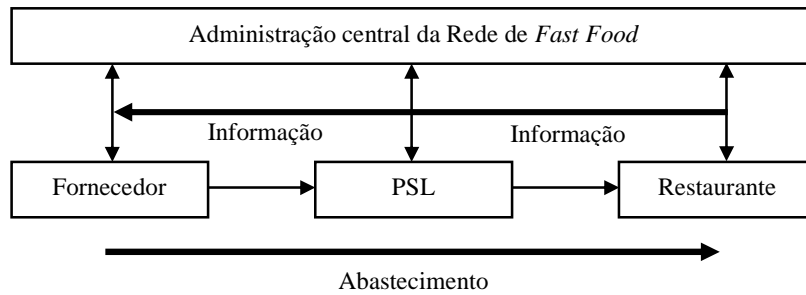 Administração central da Rede de Fast Food
Informação
Informação
Fornecedor
PSL
Restaurante
Abastecimento